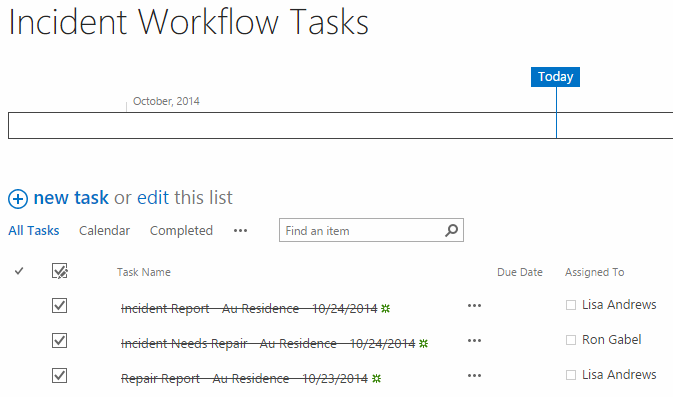 Incident Workflow Tasks
Today
October, 2014
new task or edit this list
All Tasks Calendar Completed ···
Find an item
Task Name Due Date Assigned To
Incident Report - Au Residence - 10/24/2014 ··· Lisa Andrews
Incident Needs Repair - Au Residence - 10/24/2014 ··· Ron Gabel
Repair Report - Au Residence - 10/23/2014 ··· Lisa Andrews